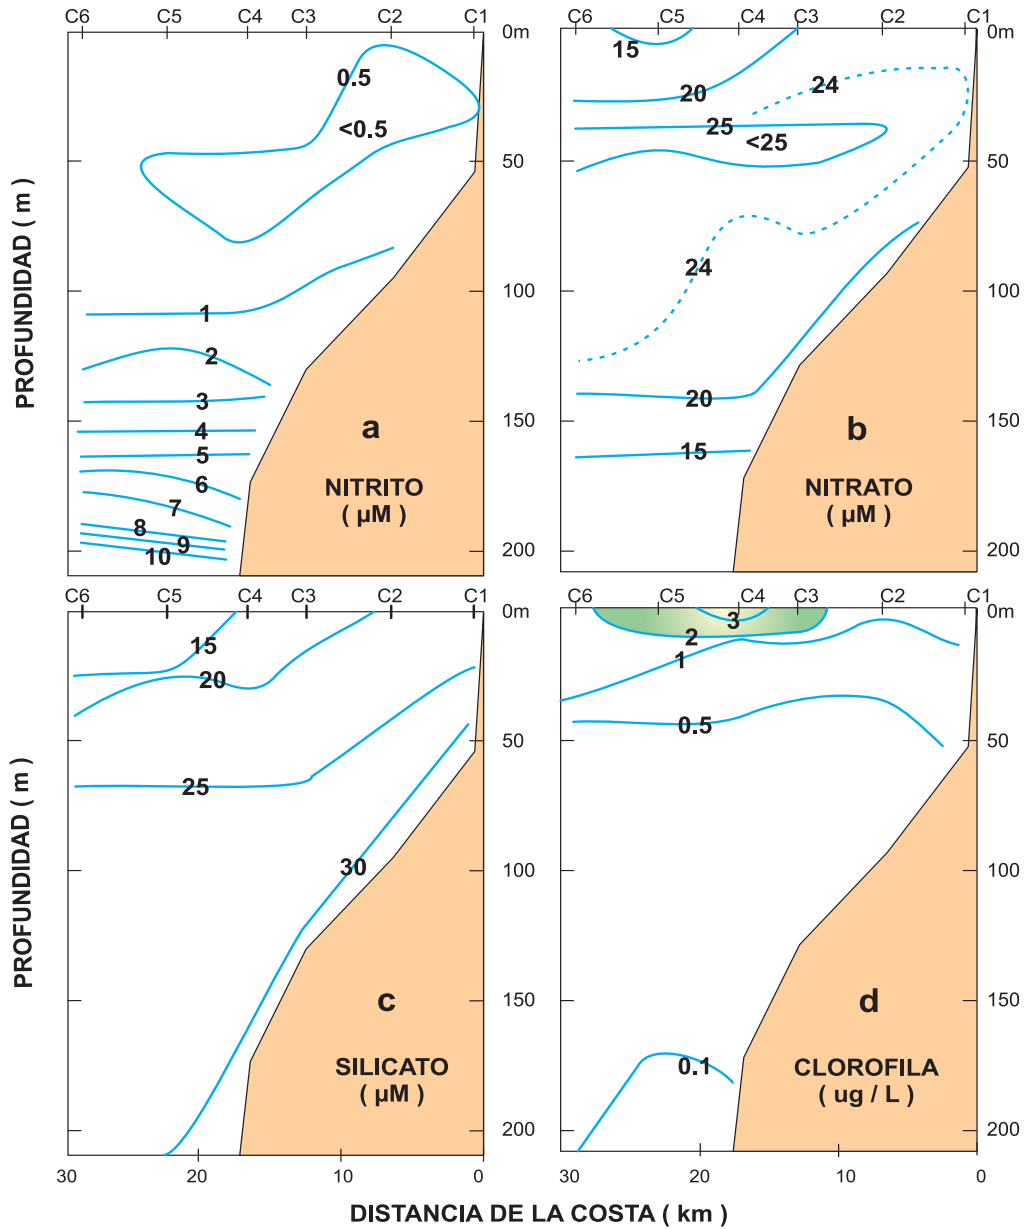 C6 C5 C4 C3 C2 C1
C6 C5 C4 C3 C2 C1
0m
0m
50
50
100
100
150
150
200
200
PROFUNDIDAD ( m )
0.5
<0.5
1
2
3
4
5
6
7
8
9
10
a
NITRITO
( µM )
15
20
24
25
<25
24
20
15
b
NITRATO
( µM )
C6 C5 C4 C3 C2 C1
C6 C5 C4 C3 C2 C1
0m
0m
50
50
100
100
150
150
200
200
PROFUNDIDAD ( m )
15
20
25
30
c
SILICATO
( µM )
3
2
1
0.5
0.1
d
CLOROFILA
( ug / L )
30 20 10 0
30 20 10 0
DISTANCIA DE LA COSTA ( km )